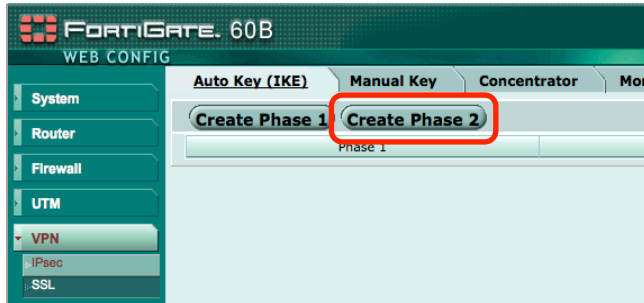 FORTIGATE. 60B
WEB CONFIG
Auto Key (IKE) Manual Key Concentrator Mo
System
Create Phase 1 Create Phase 2
Router
Phase 1
Firewall
UTM
VPN
IPsec
SSL